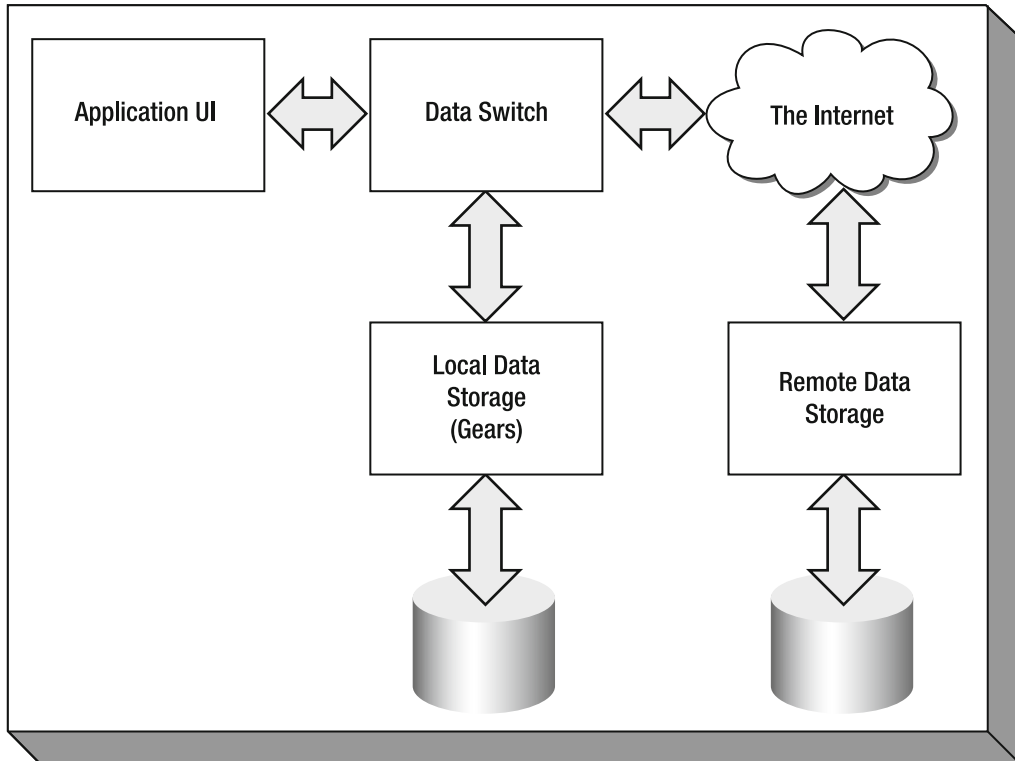 Application UI
Data Switch
The Internet
Local Data
Storage
(Gears)
Remote Data
Storage